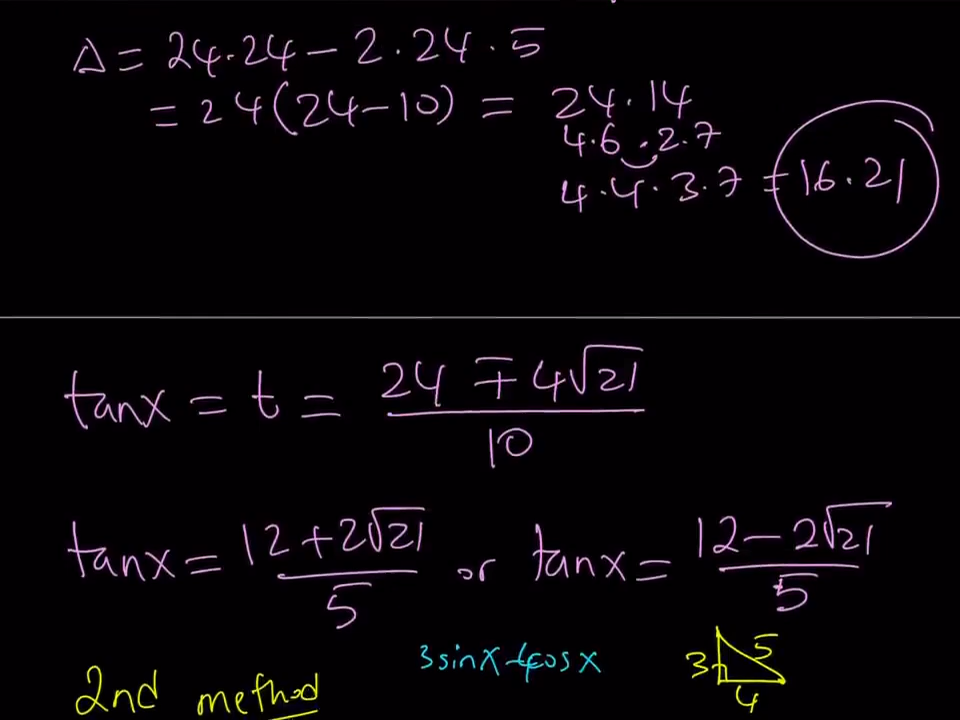 Δ = 24·24 − 2·24·5
= 24(24−10) = 24·14
4·6·2·7
4·4·3·7 = 16·21
tanx = t = (24 ∓ 4√21)/10
tanx = (12+2√21)/5 or tanx = (12−2√21)/5
3sinx−4cosx
3 5
4
2nd method